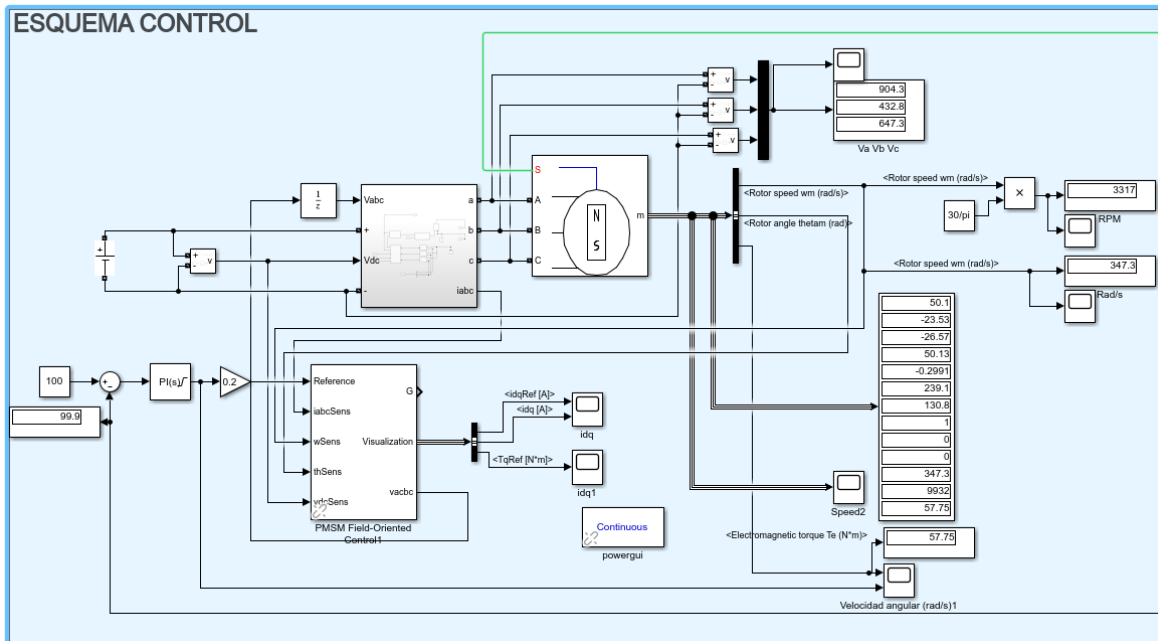 ESQUEMA CONTROL
904.3
432.8
647.3
Va Vb Vc
+
-
v
+
-
v
+
-
v
S
A
B
C
N
S
m
1
z
Vabc
+
Vdc
-
a
b
c
iabc
+
+
-
v
<Rotor speed wm (rad/s)>
<Rotor speed wm (rad/s)>
<Rotor angle thetam (rad)>
30/pi
×
3317
RPM
<Rotor speed wm (rad/s)>
347.3
Rad/s
50.1
-23.53
-26.57
50.13
-0.2991
239.1
130.8
1
0
0
347.3
9932
57.75
100
99.9
PI(s)
0.2
Reference
iabcSens
wSens
thSens
vdcSens
G
Visualization
vacbc
PMSM Field-Oriented
Control1
<idqRef [A]>
<idq [A]>
<TqRef [N*m]>
idq
idq1
Continuous
powergui
Speed2
<Electromagnetic torque Te (N*m)>
57.75
Velocidad angular (rad/s)1